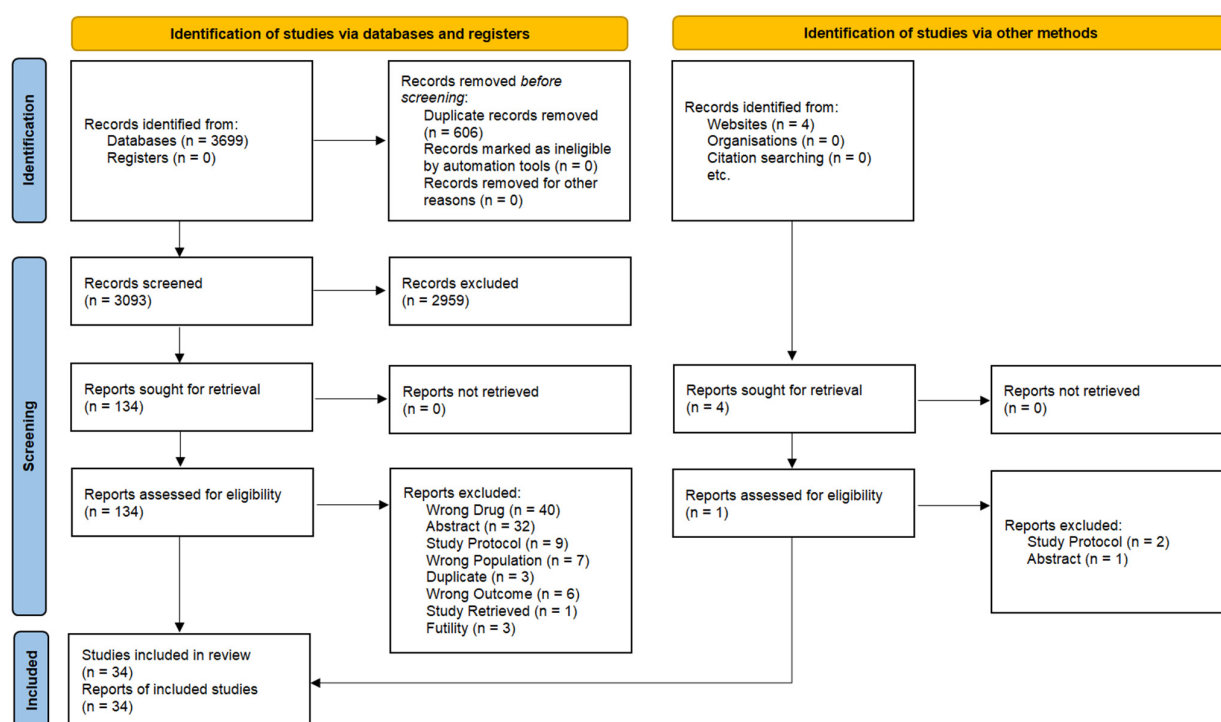 Identification of studies via databases and registers
Identification of studies via other methods
Identification
Records identified from:
Databases (n = 3699)
Registers (n = 0)
Records removed before
screening:
Duplicate records removed
(n = 606)
Records marked as ineligible
by automation tools (n = 0)
Records removed for other
reasons (n = 0)
Records identified from:
Websites (n = 4)
Organisations (n = 0)
Citation searching (n = 0)
etc.
Screening
Records screened
(n = 3093)
Records excluded
(n = 2959)
Reports sought for retrieval
(n = 134)
Reports not retrieved
(n = 0)
Reports sought for retrieval
(n = 4)
Reports not retrieved
(n = 0)
Reports assessed for eligibility
(n = 134)
Reports excluded:
Wrong Drug (n = 40)
Abstract (n = 32)
Study Protocol (n = 9)
Wrong Population (n = 7)
Duplicate (n = 3)
Wrong Outcome (n = 6)
Study Retrieved (n = 1)
Futility (n = 3)
Reports assessed for eligibility
(n = 1)
Reports excluded:
Study Protocol (n = 2)
Abstract (n = 1)
Included
Studies included in review
(n = 34)
Reports of included studies
(n = 34)